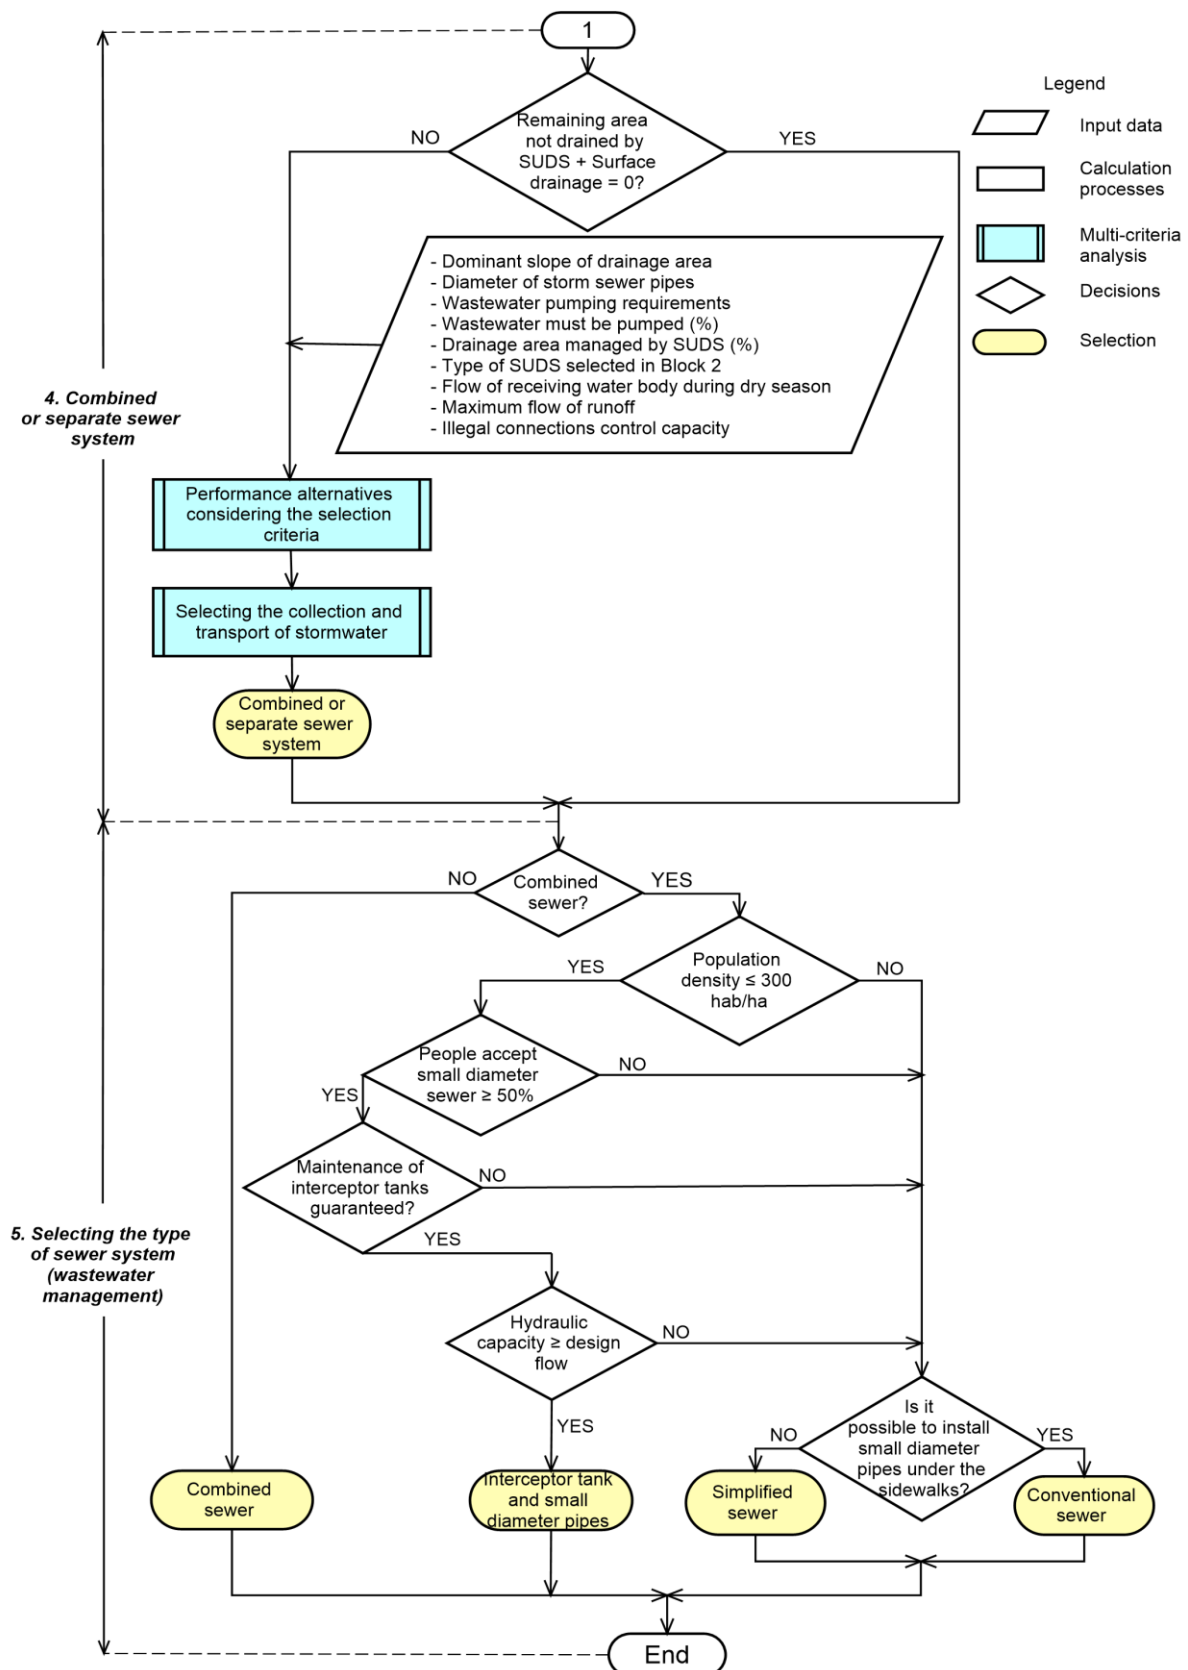 1
Legend
Input data
Calculation
processes
Multi-criteria
analysis
Decisions
Selection
Remaining area
not drained by
SUDS + Surface
drainage = 0?
NO
YES
- Dominant slope of drainage area
- Diameter of storm sewer pipes
- Wastewater pumping requirements
- Wastewater must be pumped (%)
- Drainage area managed by SUDS (%)
- Type of SUDS selected in Block 2
- Flow of receiving water body during dry season
- Maximum flow of runoff
- Illegal connections control capacity
4. Combined
or separate sewer
system
Performance alternatives
considering the selection
criteria
Selecting the collection and
transport of stormwater
Combined or
separate sewer
system
Combined
sewer?
NO
YES
Population
density ≤ 300
hab/ha
YES
NO
People accept
small diameter
sewer ≥ 50%
YES
NO
Maintenance of
interceptor tanks
guaranteed?
NO
YES
5. Selecting the type
of sewer system
(wastewater
management)
Hydraulic
capacity ≥ design
flow
NO
YES
Is it
possible to install
small diameter
pipes under the
sidewalks?
NO
YES
Combined
sewer
Interceptor tank
and small
diameter pipes
Simplified
sewer
Conventional
sewer
End